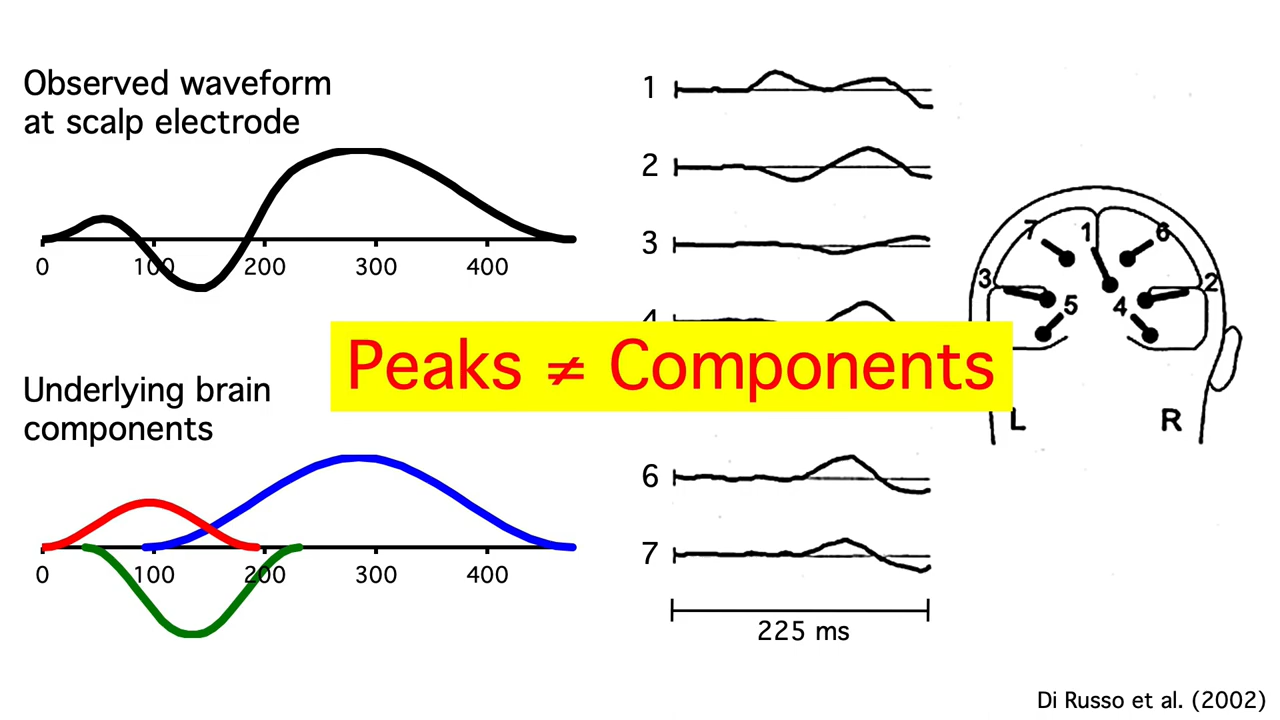 Observed waveform
at scalp electrode
0 100 200 300 400
Underlying brain
components
0 100 200 300 400
1
2
3
4
6
7
225 ms
Peaks ≠ Components
7 1 6
3 2
5 4
L R
Di Russo et al. (2002)